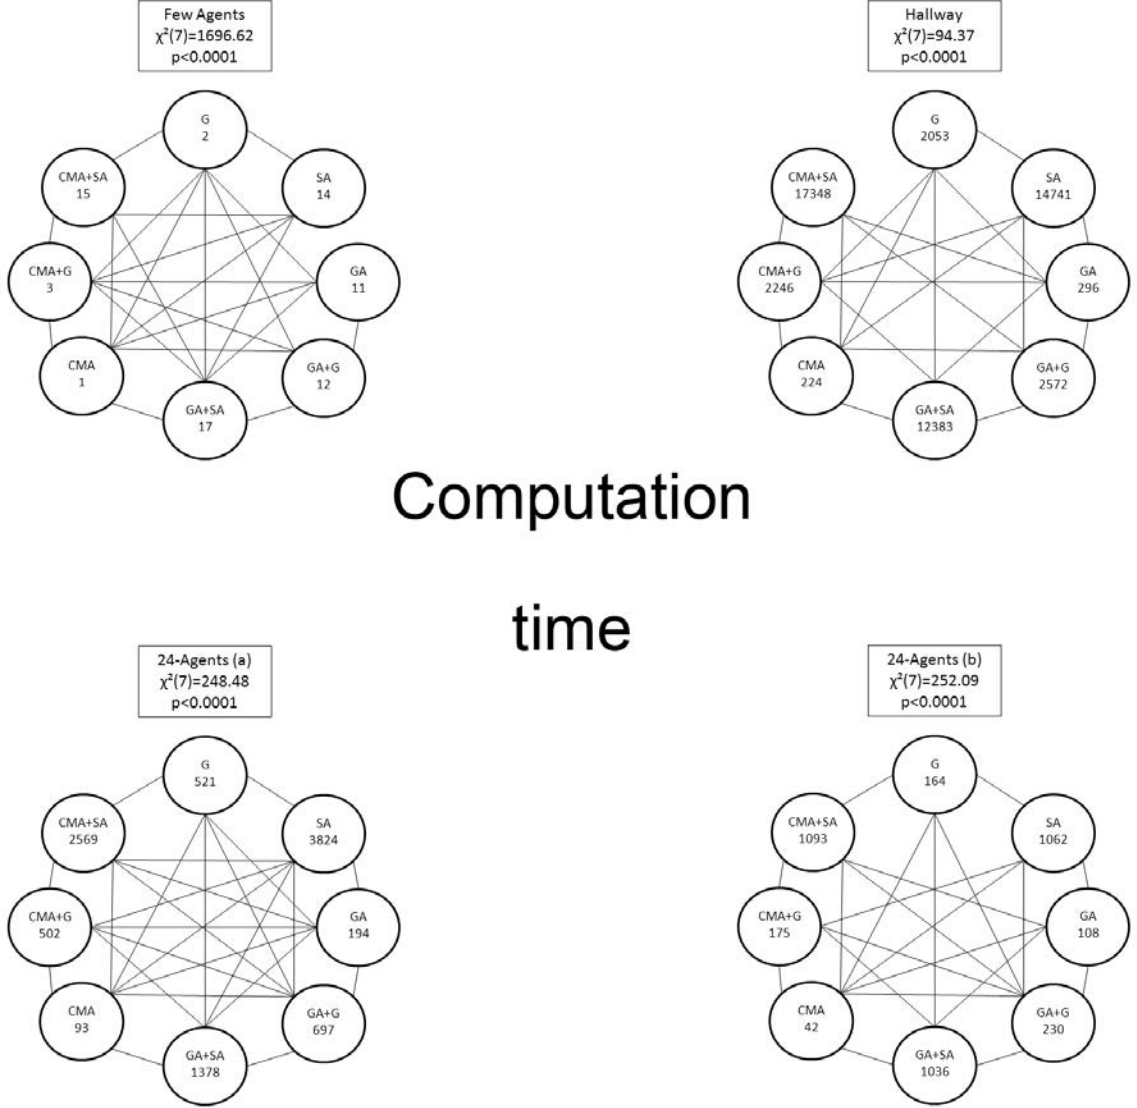 Few Agents
χ²(7)=1696.62
p<0.0001
G
2
CMA+SA
15
SA
14
CMA+G
3
GA
11
CMA
1
GA+G
12
GA+SA
17
Hallway
χ²(7)=94.37
p<0.0001
G
2053
CMA+SA
17348
SA
14741
CMA+G
2246
GA
296
CMA
224
GA+G
2572
GA+SA
12383
Computation
time
24-Agents (a)
χ²(7)=248.48
p<0.0001
G
521
CMA+SA
2569
SA
3824
CMA+G
502
GA
194
CMA
93
GA+G
697
GA+SA
1378
24-Agents (b)
χ²(7)=252.09
p<0.0001
G
164
CMA+SA
1093
SA
1062
CMA+G
175
GA
108
CMA
42
GA+G
230
GA+SA
1036